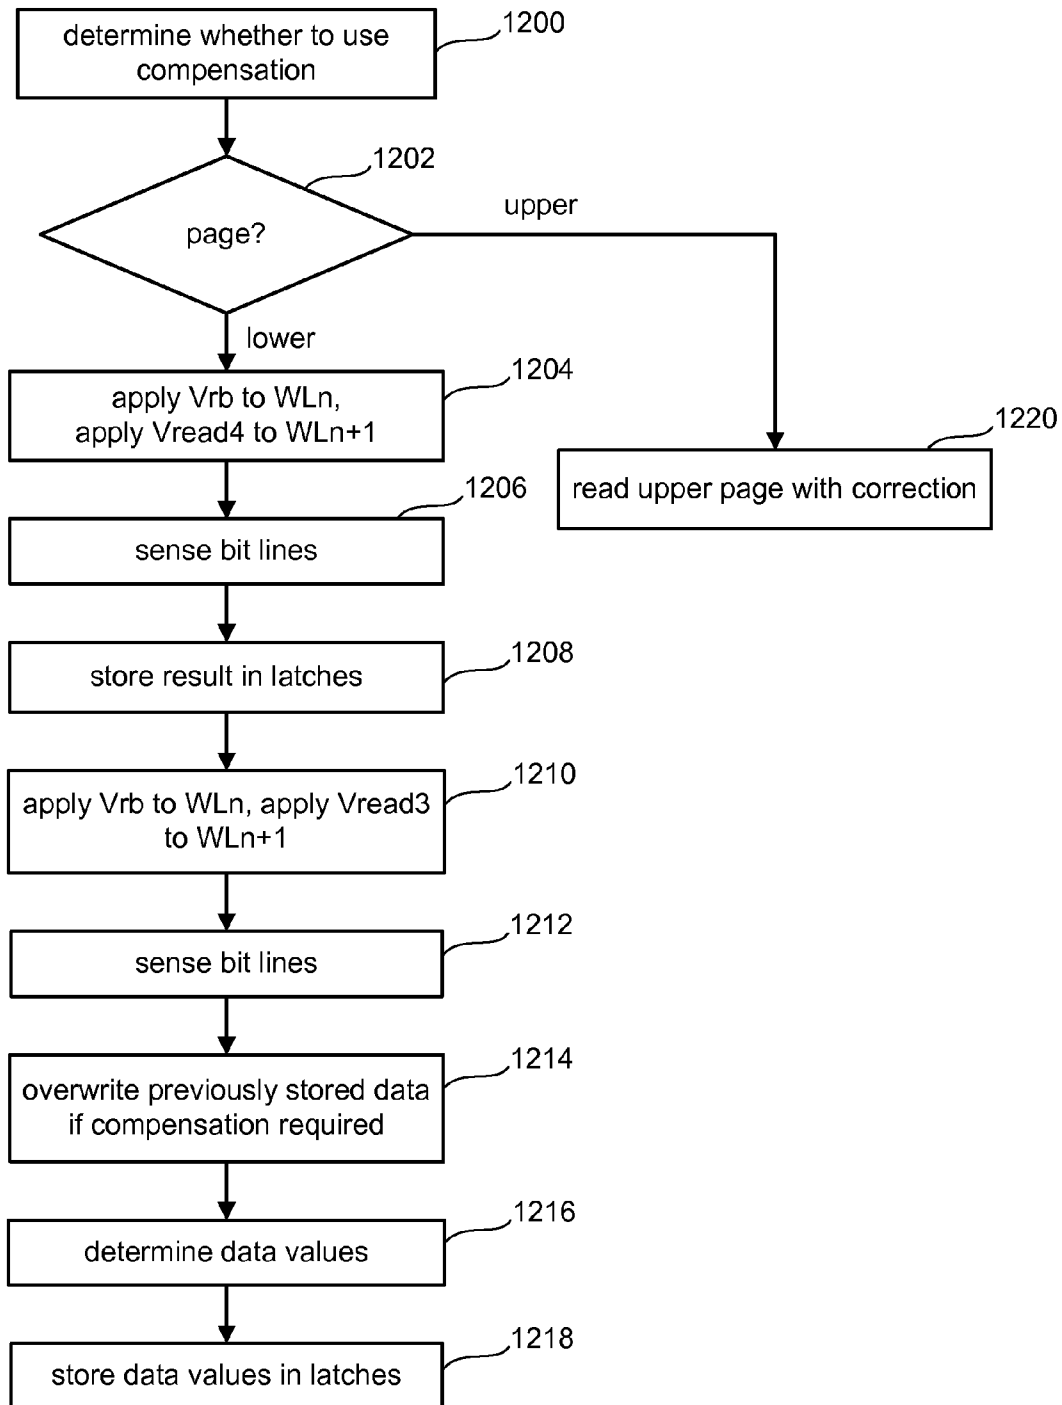 determine whether to use
compensation
1200
1202
page?
upper
lower
1204
apply Vrb to WLn,
apply Vread4 to WLn+1
1220
read upper page with correction
1206
sense bit lines
1208
store result in latches
1210
apply Vrb to WLn, apply Vread3
to WLn+1
1212
sense bit lines
1214
overwrite previously stored data
if compensation required
1216
determine data values
1218
store data values in latches